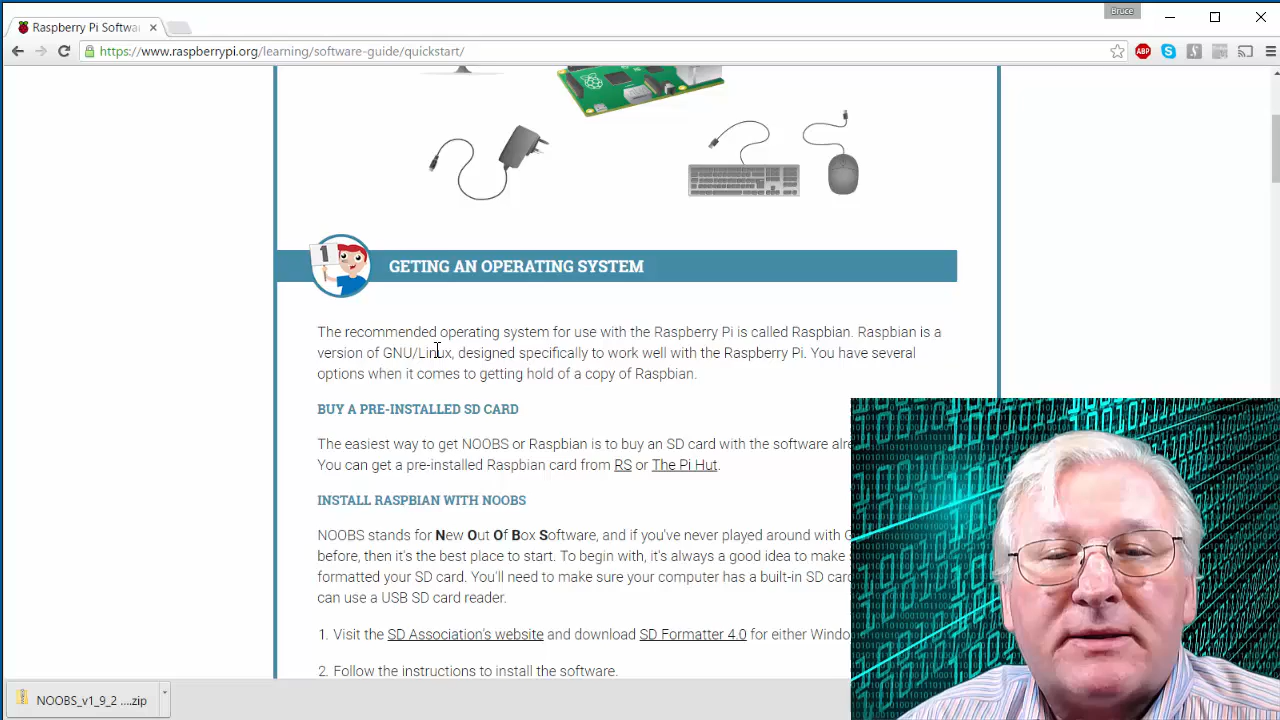 Bruce
Raspberry Pi Softwa
https://www.raspberrypi.org/learning/software-guide/quickstart/
ABP
1
GETING AN OPERATING SYSTEM
The recommended operating system for use with the Raspberry Pi is called Raspbian. Raspbian is a
version of GNU/Linux, designed specifically to work well with the Raspberry Pi. You have several
options when it comes to getting hold of a copy of Raspbian.
BUY A PRE-INSTALLED SD CARD
The easiest way to get NOOBS or Raspbian is to buy an SD card with the software alre
You can get a pre-installed Raspbian card from RS or The Pi Hut.
INSTALL RASPBIAN WITH NOOBS
NOOBS stands for New Out Of Box Software, and if you've never played around with G
before, then it's the best place to start. To begin with, it's always a good idea to make s
formatted your SD card. You'll need to make sure your computer has a built-in SD card
can use a USB SD card reader.
1. Visit the SD Association's website and download SD Formatter 4.0 for either Windo
2. Follow the instructions to install the software.
NOOBS_v1_9_2 ....zip